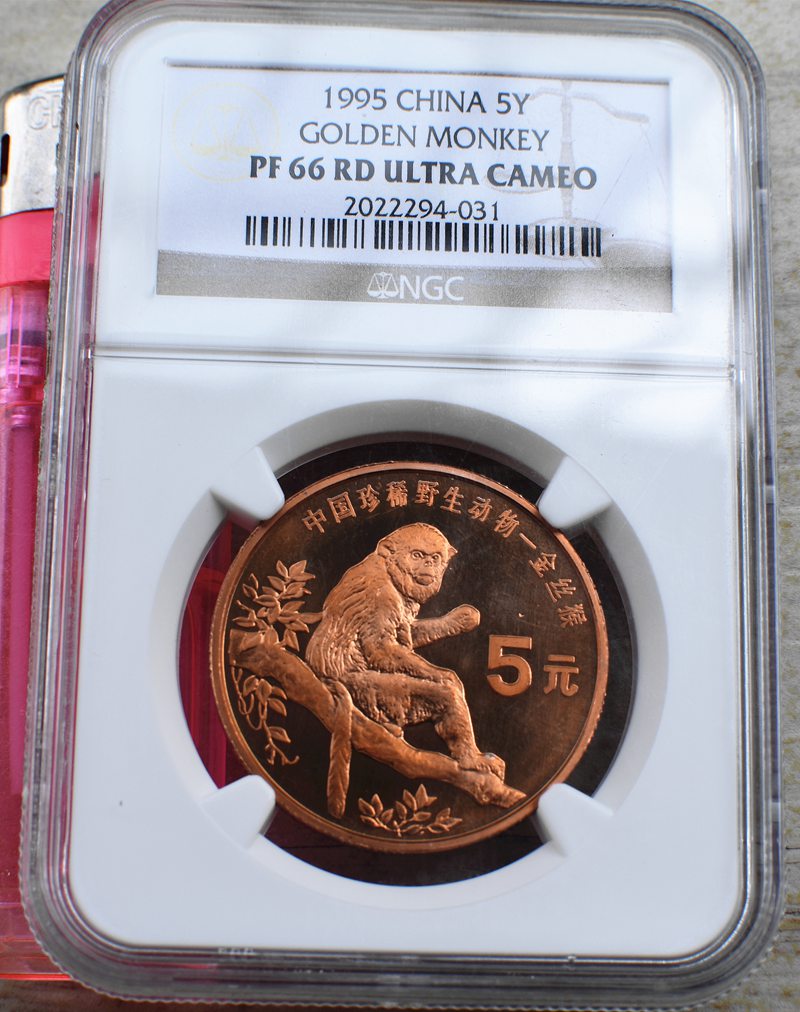 1995 CHINA 5Y
GOLDEN MONKEY
PF 66 RD ULTRA CAMEO
2022294-031
NGC
中国珍稀野生动物一金丝猴
5元